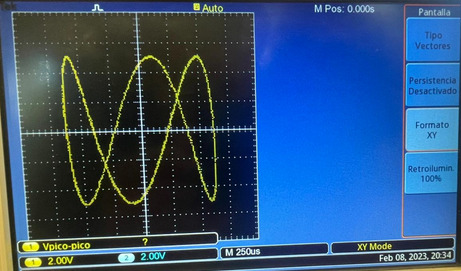 Auto
M Pos: 0.000s
Pantalla
Tipo
Vectores
Persistencia
Desactivado
Formato
XY
Retroilumin.
100%
1 Vpico-pico ?
1 2.00V 2 2.00V
M 250us
XY Mode
Feb 08, 2023, 20:34